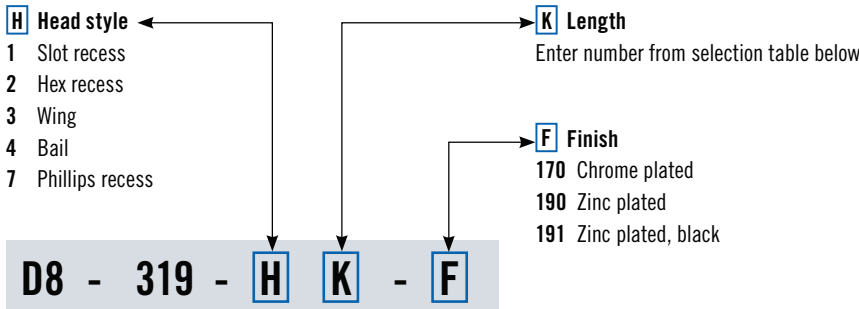 H Head style
1 Slot recess
2 Hex recess
3 Wing
4 Bail
7 Phillips recess
K Length
Enter number from selection table below
F Finish
170 Chrome plated
190 Zinc plated
191 Zinc plated, black
D8 - 319 - H K - F